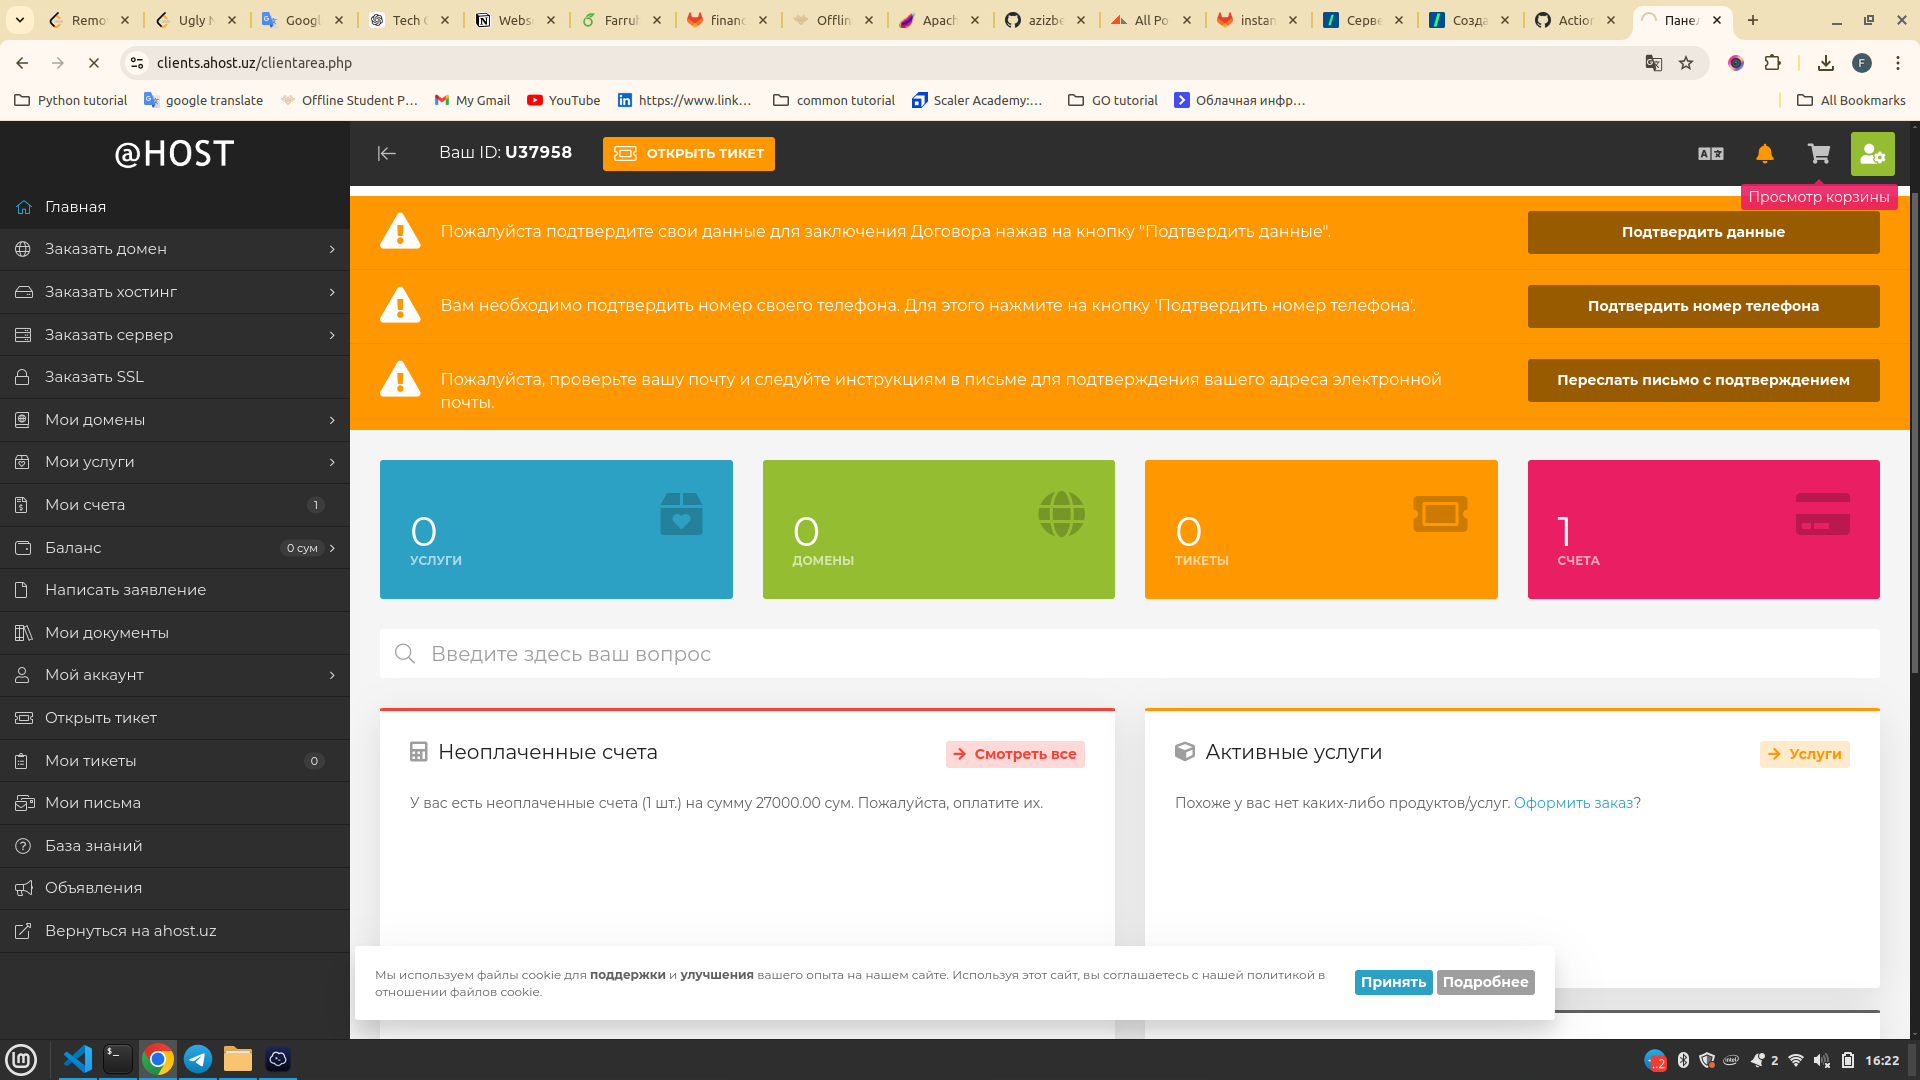 Remo
Ugly N
Googl
Tech
Webs
Farruh
financ
Offlin
Apach
azizbe
All Po
instan
Серве
Созда
Action
Панел
clients.ahost.uz/clientarea.php
F
Python tutorial
google translate
Offline Student P...
My Gmail
YouTube
https://www.link...
common tutorial
Scaler Academy:...
GO tutorial
Облачная инфр...
All Bookmarks
@HOST
Ваш ID: U37958
ОТКРЫТЬ ТИКЕТ
Просмотр корзины
Главная
Заказать домен
Заказать хостинг
Заказать сервер
Заказать SSL
Мои домены
Мои услуги
Мои счета 1
Баланс 0 сум
Написать заявление
Мои документы
Мой аккаунт
Открыть тикет
Мои тикеты 0
Мои письма
База знаний
Объявления
Вернуться на ahost.uz
Пожалуйста подтвердите свои данные для заключения Договора нажав на кнопку "Подтвердить данные".
Подтвердить данные
Вам необходимо подтвердить номер своего телефона. Для этого нажмите на кнопку 'Подтвердить номер телефона'.
Подтвердить номер телефона
Пожалуйста, проверьте вашу почту и следуйте инструкциям в письме для подтверждения вашего адреса электронной
почты.
Переслать письмо с подтверждением
0
УСЛУГИ
0
ДОМЕНЫ
0
ТИКЕТЫ
1
СЧЕТА
Введите здесь ваш вопрос
Неоплаченные счета
Смотреть все
У вас есть неоплаченные счета (1 шт.) на сумму 27000.00 сум. Пожалуйста, оплатите их.
Активные услуги
Услуги
Похоже у вас нет каких-либо продуктов/услуг. Оформить заказ?
Мы используем файлы cookie для поддержки и улучшения вашего опыта на нашем сайте. Используя этот сайт, вы соглашаетесь с нашей политикой в
отношении файлов cookie.
Принять
Подробнее
2
16:22